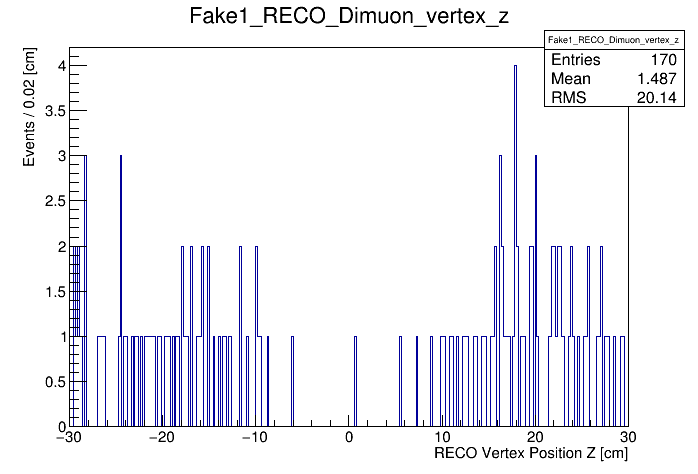 Fake1_RECO_Dimuon_vertex_z
Fake1_RECO_Dimuon_vertex_z
Entries 170
Mean 1.487
RMS 20.14
Events / 0.02 [cm]
4
3.5
3
2.5
2
1.5
1
0.5
0
−30 −20 −10 0 10 20 30
RECO Vertex Position Z [cm]